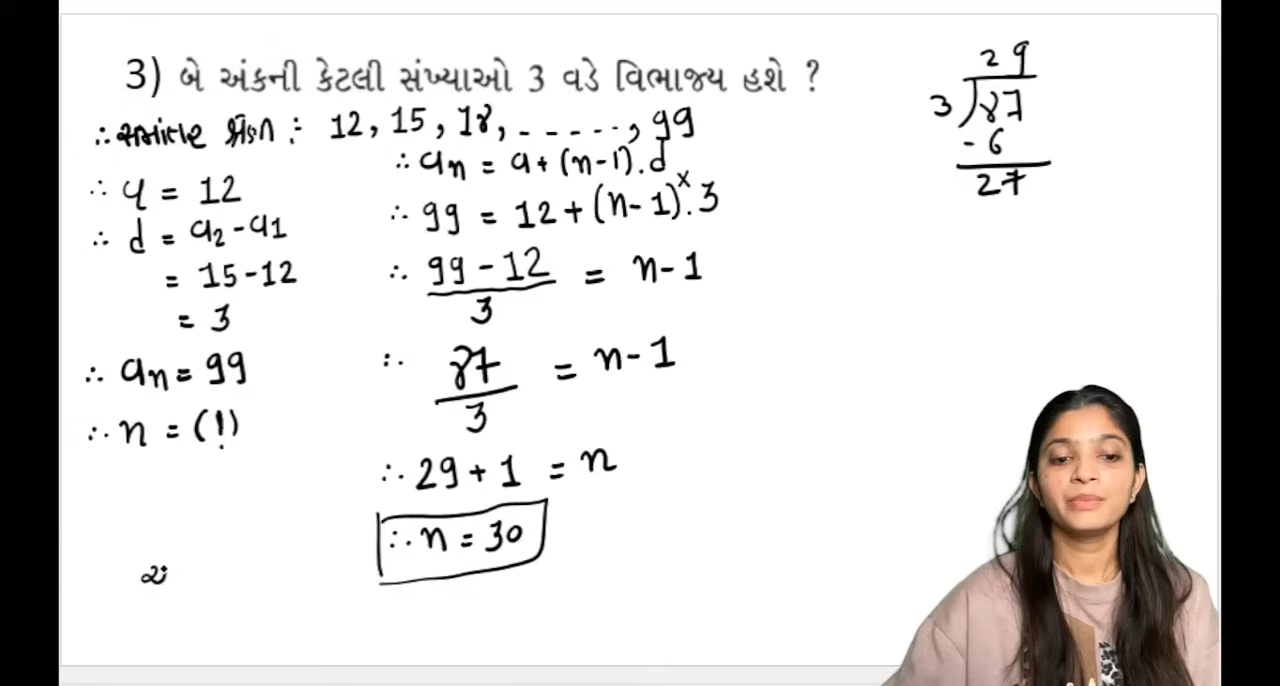 3) બે અંકની કેટલી સંખ્યાઓ 3 વડે વિભાજ્ય હશે ?
∴ સમાંતર શ્રેણી : 12, 15, 18, - - - - -, 99
∴ a = 12
∴ d = a2 - a1
= 15 - 12
= 3
∴ an = 99
∴ n = (!)
∴ an = a + (n-1).d
∴ 99 = 12 + (n-1)ˣ.3
∴ 99 - 12 / 3 = n - 1
∴ 87 / 3 = n - 1
∴ 29 + 1 = n
∴ n = 30
29
3)87
- 6
27